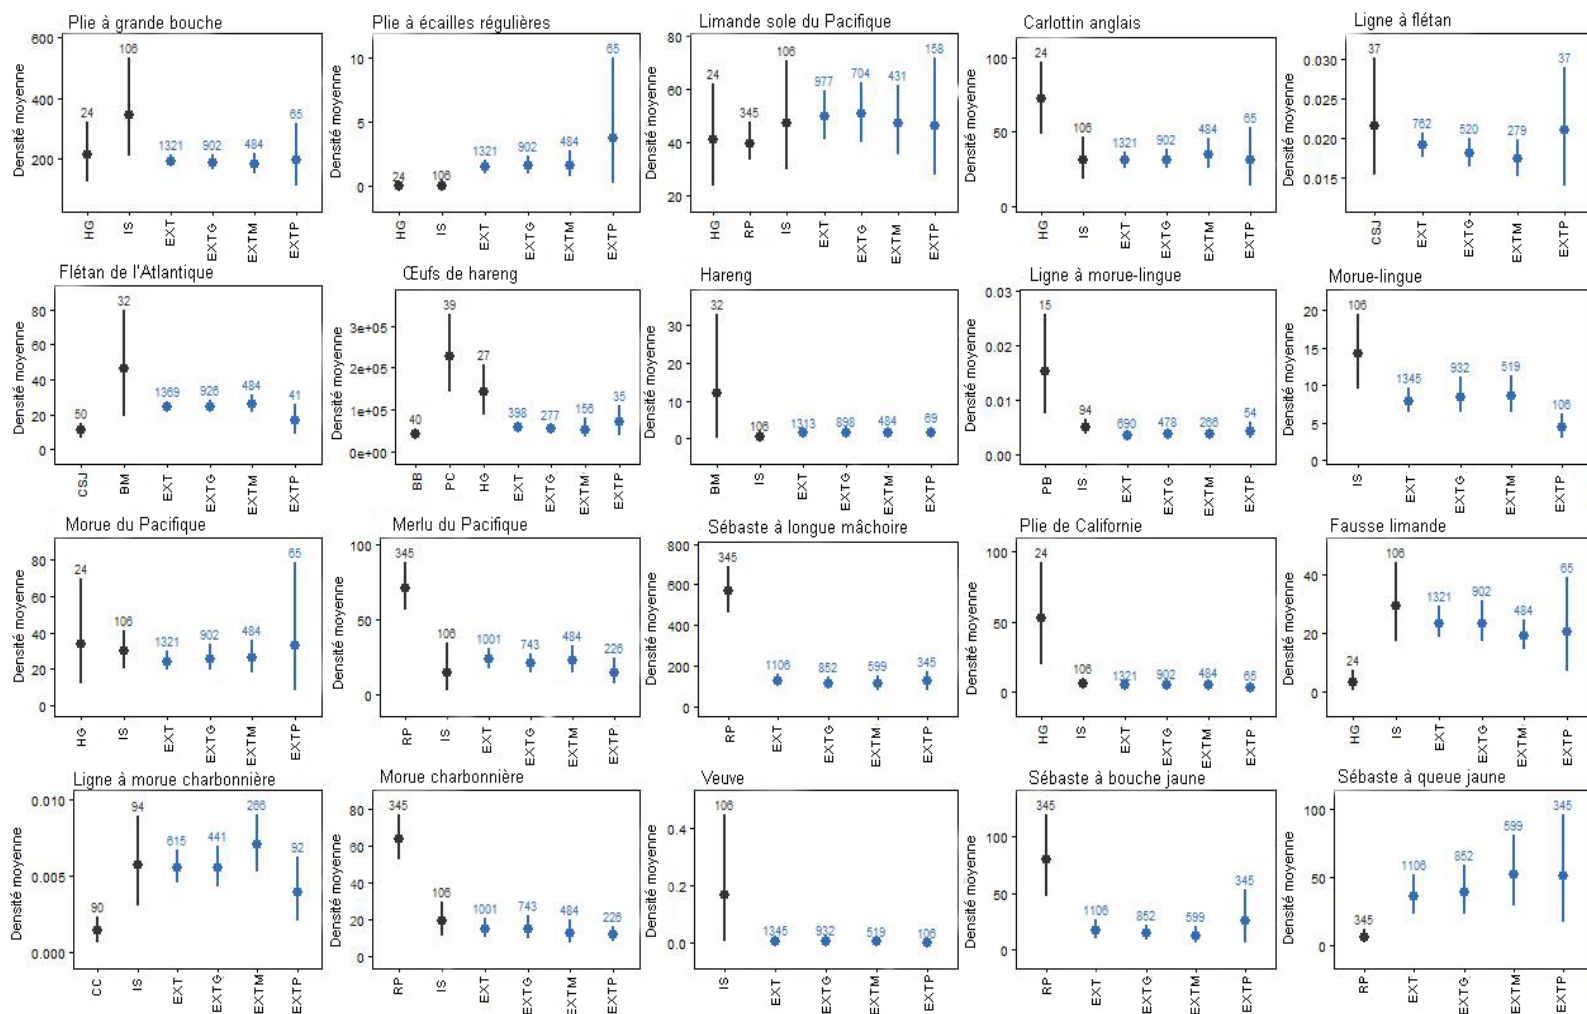 Plie à grande bouche
Densité moyenne
600
400
200
24
106
1321
902
484
65
HG
IS
EXT
EXTG
EXTM
EXTP
Plie à écailles régulières
Densité moyenne
10
5
0
24
106
1321
902
484
65
HG
IS
EXT
EXTG
EXTM
EXTP
Limande sole du Pacifique
Densité moyenne
80
60
40
20
24
345
106
977
704
431
158
HG
RP
IS
EXT
EXTG
EXTM
EXTP
Carlottin anglais
Densité moyenne
100
50
0
24
106
1321
902
484
65
HG
IS
EXT
EXTG
EXTM
EXTP
Ligne à flétan
Densité moyenne
0.030
0.025
0.020
0.015
37
762
520
279
37
CSJ
EXT
EXTG
EXTM
EXTP
Flétan de l'Atlantique
Densité moyenne
80
60
40
20
0
50
32
1369
926
484
41
CSJ
BM
EXT
EXTG
EXTM
EXTP
Œufs de hareng
Densité moyenne
3e+05
2e+05
1e+05
0e+00
40
39
27
398
277
156
35
BB
PC
HG
EXT
EXTG
EXTM
EXTP
Hareng
Densité moyenne
30
20
10
0
32
106
1313
898
484
69
BM
IS
EXT
EXTG
EXTM
EXTP
Ligne à morue-lingue
Densité moyenne
0.03
0.02
0.01
0.00
15
94
690
478
266
54
PB
IS
EXT
EXTG
EXTM
EXTP
Morue-lingue
Densité moyenne
20
15
10
5
0
106
1345
932
519
106
IS
EXT
EXTG
EXTM
EXTP
Morue du Pacifique
Densité moyenne
80
60
40
20
0
24
106
1321
902
484
65
HG
IS
EXT
EXTG
EXTM
EXTP
Merlu du Pacifique
Densité moyenne
100
50
0
345
106
1001
743
484
226
RP
IS
EXT
EXTG
EXTM
EXTP
Sébaste à longue mâchoire
Densité moyenne
800
600
400
200
0
345
1106
852
599
345
RP
EXT
EXTG
EXTM
EXTP
Plie de Californie
Densité moyenne
100
50
0
24
106
1321
902
484
65
HG
IS
EXT
EXTG
EXTM
EXTP
Fausse limande
Densité moyenne
40
20
0
24
106
1321
902
484
65
HG
IS
EXT
EXTG
EXTM
EXTP
Ligne à morue charbonnière
Densité moyenne
0.010
0.005
0.000
90
94
615
441
266
92
CC
IS
EXT
EXTG
EXTM
EXTP
Morue charbonnière
Densité moyenne
80
60
40
20
0
345
106
1001
743
484
226
RP
IS
EXT
EXTG
EXTM
EXTP
Veuve
Densité moyenne
0.4
0.2
0.0
106
1345
932
519
106
IS
EXT
EXTG
EXTM
EXTP
Sébaste à bouche jaune
Densité moyenne
100
50
0
345
1106
852
599
345
RP
EXT
EXTG
EXTM
EXTP
Sébaste à queue jaune
Densité moyenne
100
50
0
345
1106
852
599
345
RP
EXT
EXTG
EXTM
EXTP